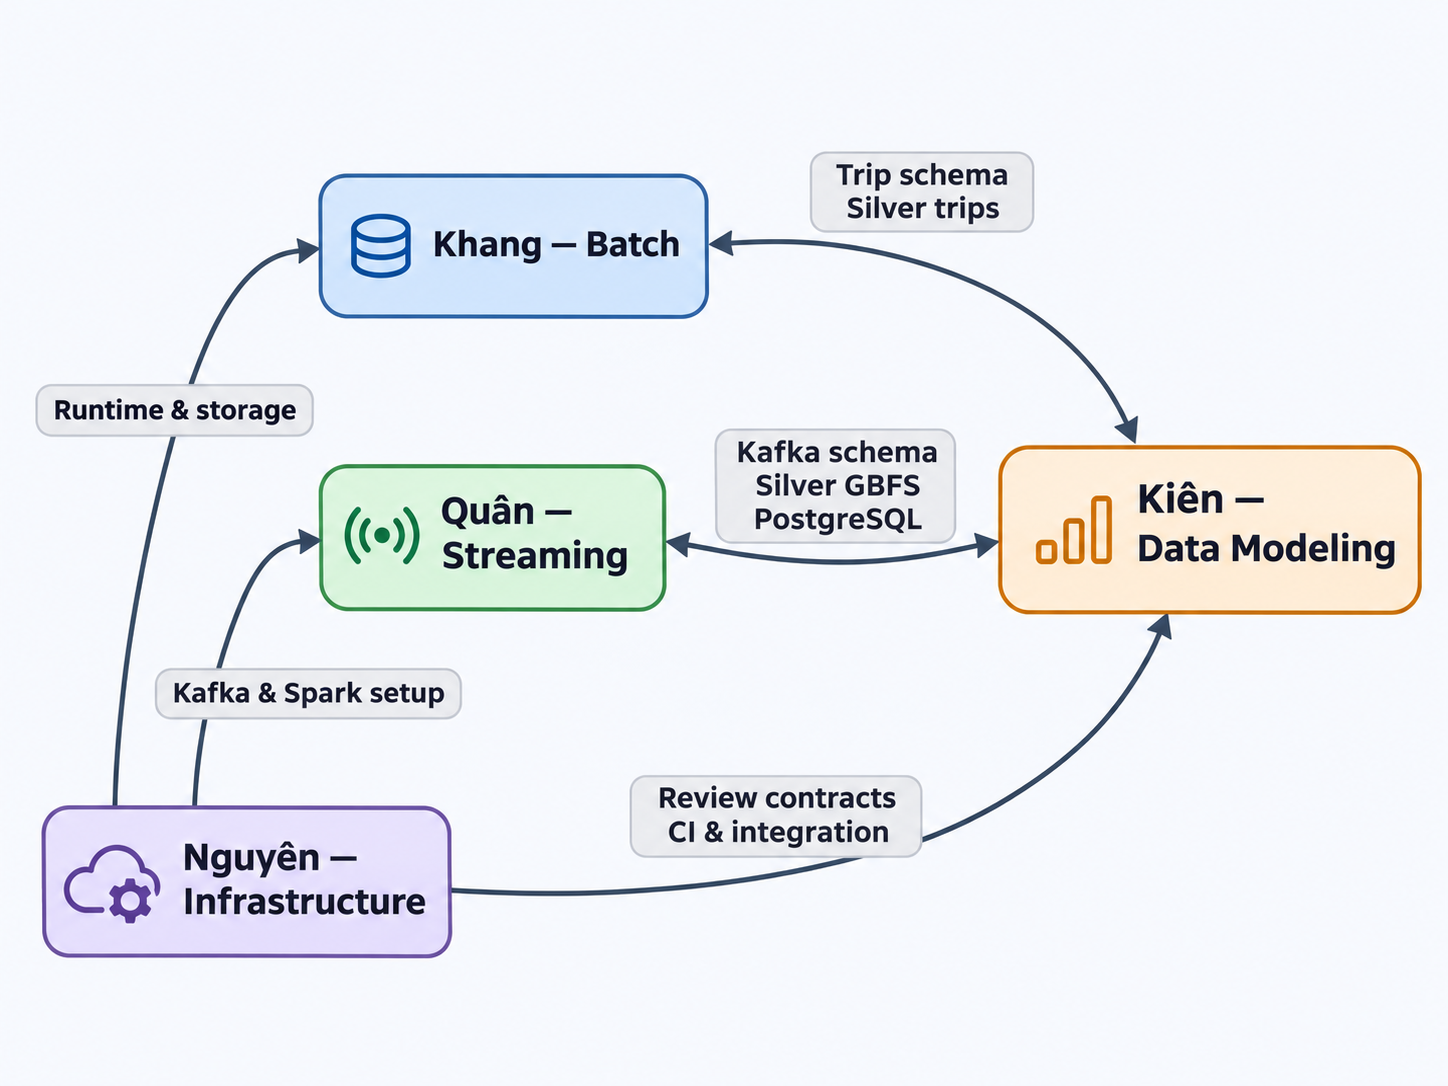 Trip schema
Silver trips
Khang — Batch
Runtime & storage
Kafka schema
Silver GBFS
PostgreSQL
Quân —
Streaming
Kiên —
Data Modeling
Kafka & Spark setup
Review contracts
CI & integration
Nguyên —
Infrastructure